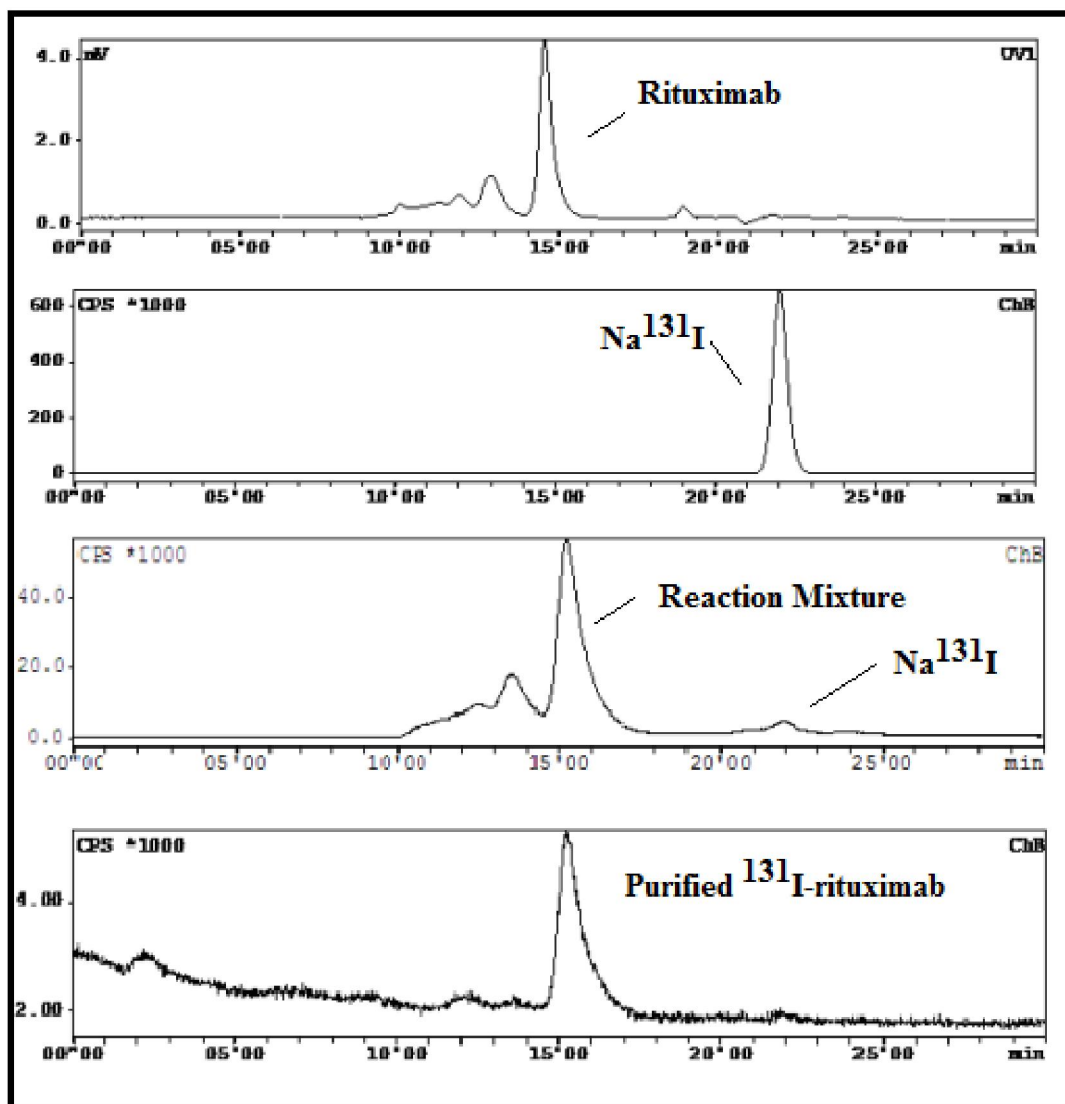 4.0 mV UV1
Rituximab
2.0
0.0
00'00 05'00 10'00 15'00 20'00 25'00 min
600 CPS *1000 ChB
Na131I
400
200
0
00'00 05'00 10'00 15'00 20'00 25'00 min
CPS *1000 ChB
40.0 Reaction Mixture
Na131I
20.0
0.0
00'00 05'00 10'00 15'00 20'00 25'00 min
CPS *1000 ChB
Purified 131I-rituximab
4.00
2.00
00'00 05'00 10'00 15'00 20'00 25'00 min